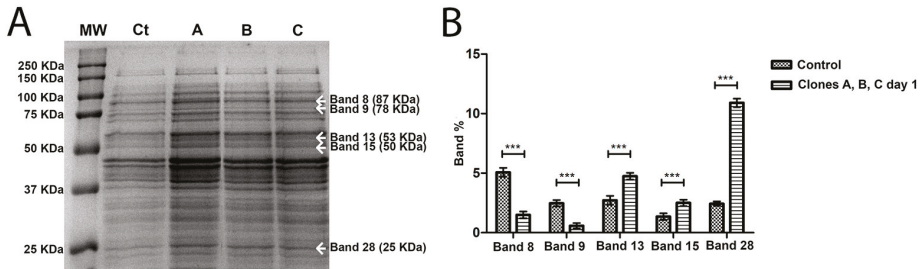 A
MW Ct A B C
250 KDa
150 KDa
100 KDa
75 KDa
50 KDa
37 KDa
25 KDa
Band 8 (87 KDa)
Band 9 (78 KDa)
Band 13 (53 KDa)
Band 15 (50 KDa)
Band 28 (25 KDa)
B
Band %
15
10
5
0
*** *** *** *** ***
Band 8 Band 9 Band 13 Band 15 Band 28
Control
Clones A, B, C day 1